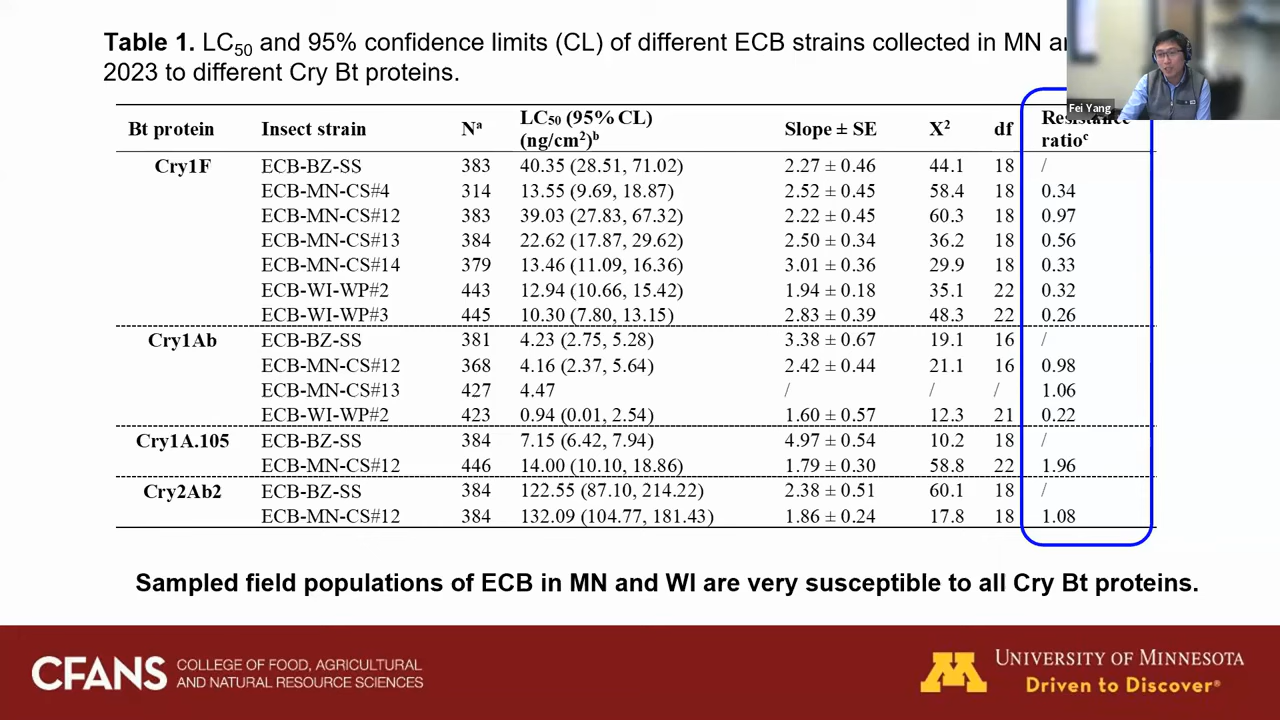 Table 1. LC50 and 95% confidence limits (CL) of different ECB strains collected in MN
2023 to different Cry Bt proteins.
Fei Yang
Bt protein Insect strain Nᵃ LC50 (95% CL) (ng/cm²)ᵇ Slope ± SE X² df Resistance ratioᶜ
Cry1F ECB-BZ-SS 383 40.35 (28.51, 71.02) 2.27 ± 0.46 44.1 18 /
ECB-MN-CS#4 314 13.55 (9.69, 18.87) 2.52 ± 0.45 58.4 18 0.34
ECB-MN-CS#12 383 39.03 (27.83, 67.32) 2.22 ± 0.45 60.3 18 0.97
ECB-MN-CS#13 384 22.62 (17.87, 29.62) 2.50 ± 0.34 36.2 18 0.56
ECB-MN-CS#14 379 13.46 (11.09, 16.36) 3.01 ± 0.36 29.9 18 0.33
ECB-WI-WP#2 443 12.94 (10.66, 15.42) 1.94 ± 0.18 35.1 22 0.32
ECB-WI-WP#3 445 10.30 (7.80, 13.15) 2.83 ± 0.39 48.3 22 0.26
Cry1Ab ECB-BZ-SS 381 4.23 (2.75, 5.28) 3.38 ± 0.67 19.1 16 /
ECB-MN-CS#12 368 4.16 (2.37, 5.64) 2.42 ± 0.44 21.1 16 0.98
ECB-MN-CS#13 427 4.47 / / / 1.06
ECB-WI-WP#2 423 0.94 (0.01, 2.54) 1.60 ± 0.57 12.3 21 0.22
Cry1A.105 ECB-BZ-SS 384 7.15 (6.42, 7.94) 4.97 ± 0.54 10.2 18 /
ECB-MN-CS#12 446 14.00 (10.10, 18.86) 1.79 ± 0.30 58.8 22 1.96
Cry2Ab2 ECB-BZ-SS 384 122.55 (87.10, 214.22) 2.38 ± 0.51 60.1 18 /
ECB-MN-CS#12 384 132.09 (104.77, 181.43) 1.86 ± 0.24 17.8 18 1.08
Sampled field populations of ECB in MN and WI are very susceptible to all Cry Bt proteins.
CFANS
COLLEGE OF FOOD, AGRICULTURAL
AND NATURAL RESOURCE SCIENCES
M
UNIVERSITY OF MINNESOTA
Driven to Discover®